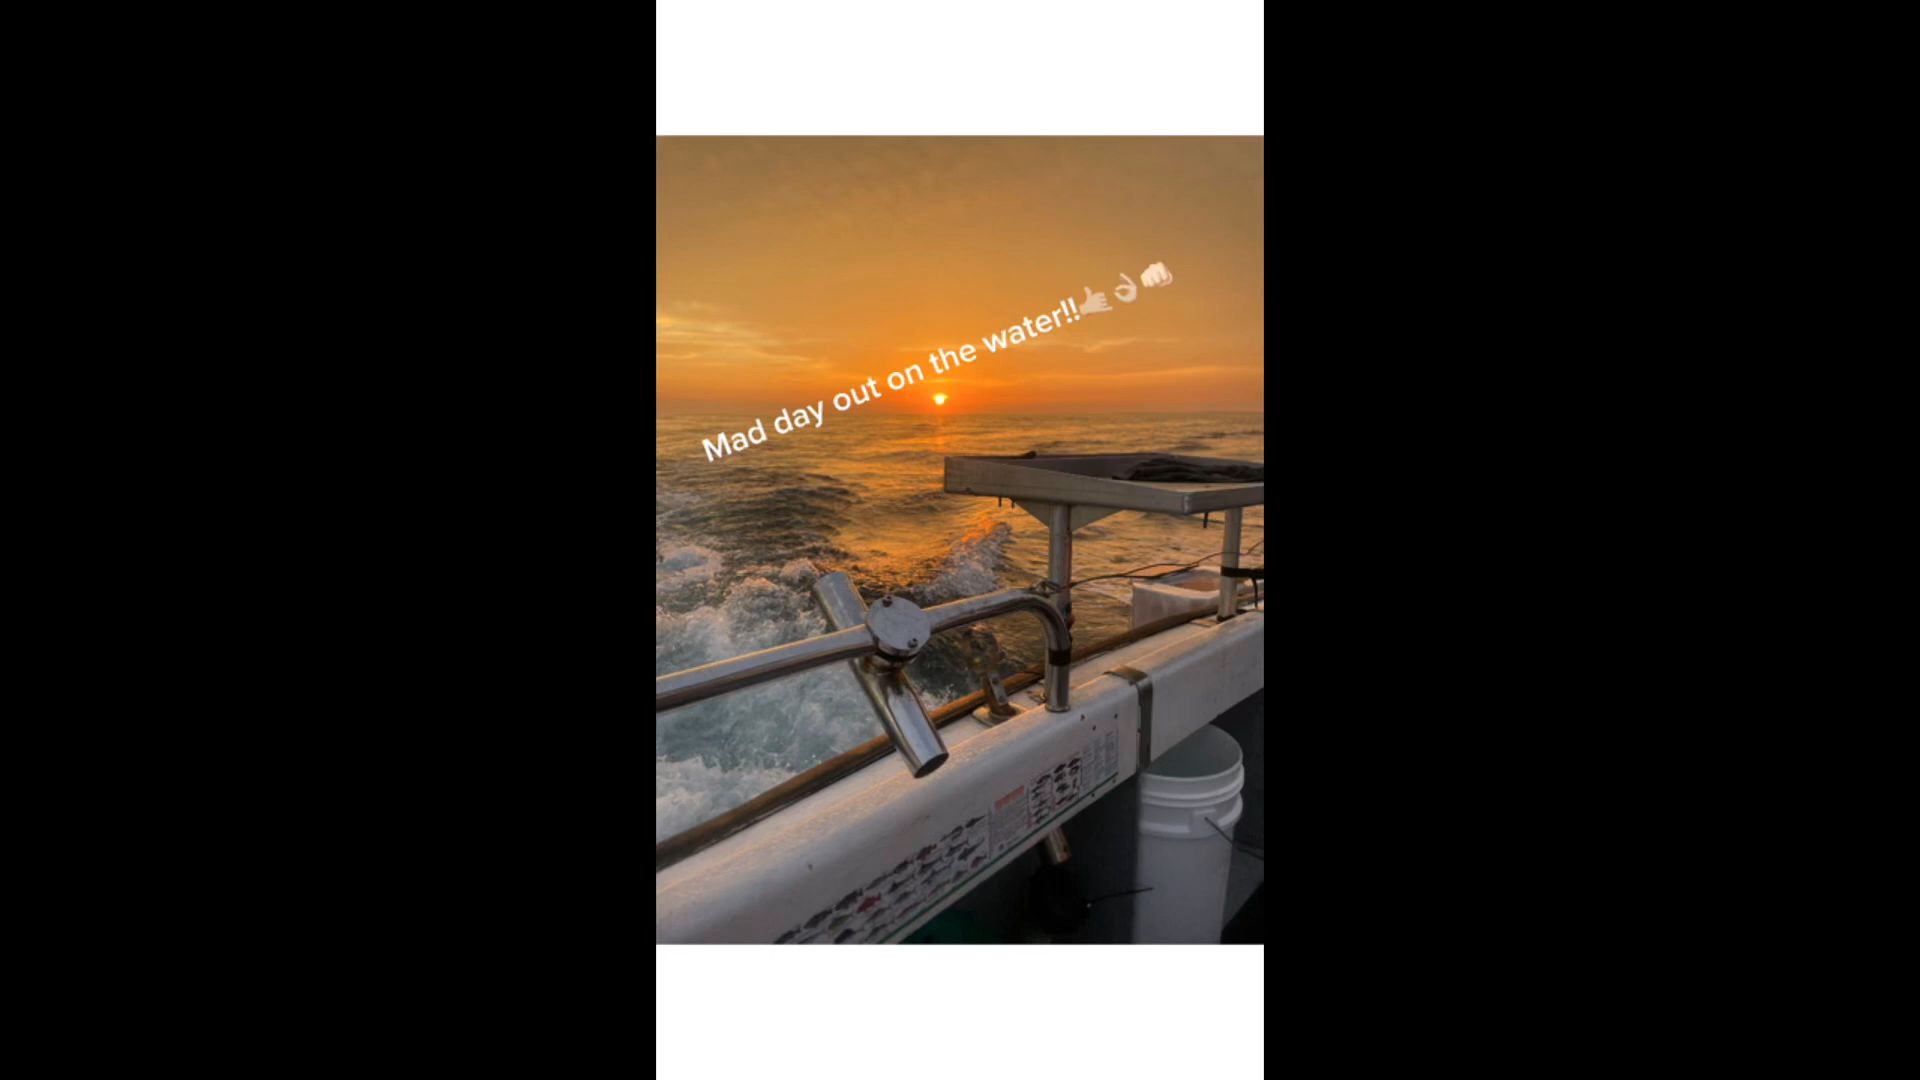 Mad day out on the water!!🤙🏻👌🏻👊🏻